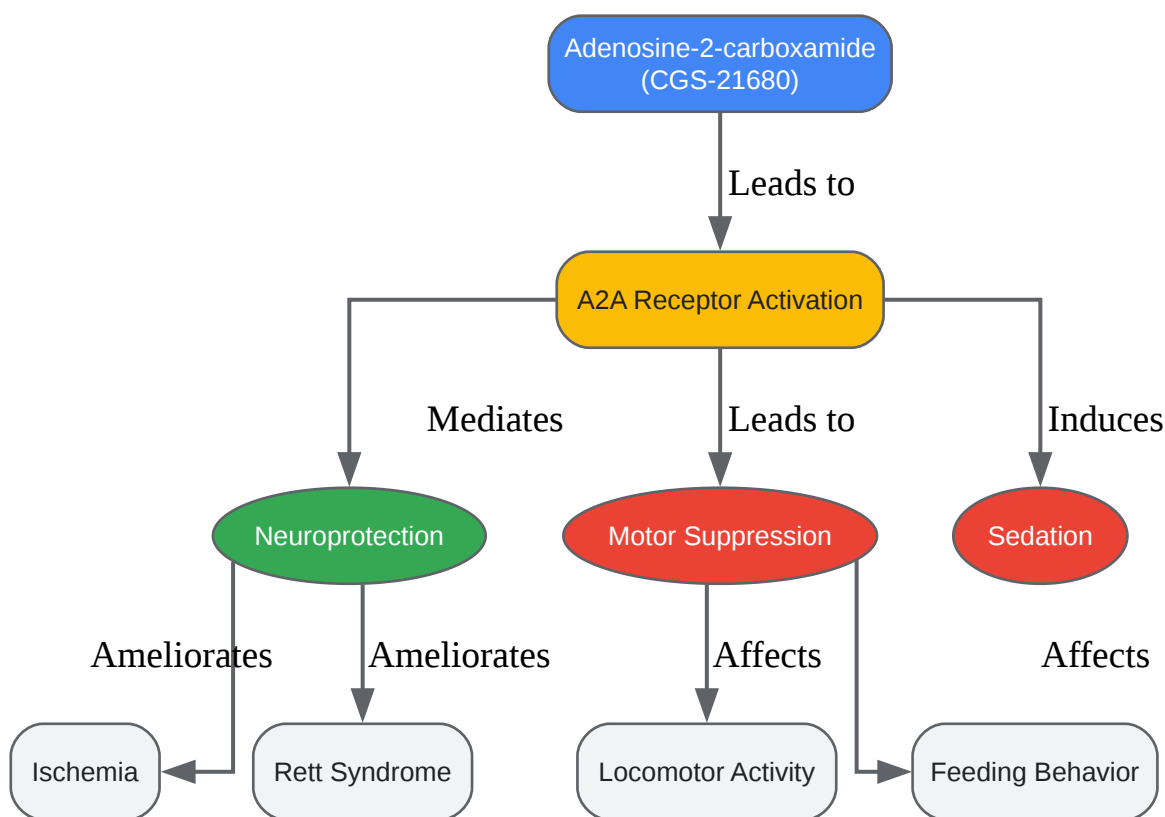 Adenosine-2-carboxamide
(CGS-21680)
Leads to
A2A Receptor Activation
Mediates
Leads to
Induces
Neuroprotection
Motor Suppression
Sedation
Ameliorates
Ameliorates
Affects
Affects
Ischemia
Rett Syndrome
Locomotor Activity
Feeding Behavior